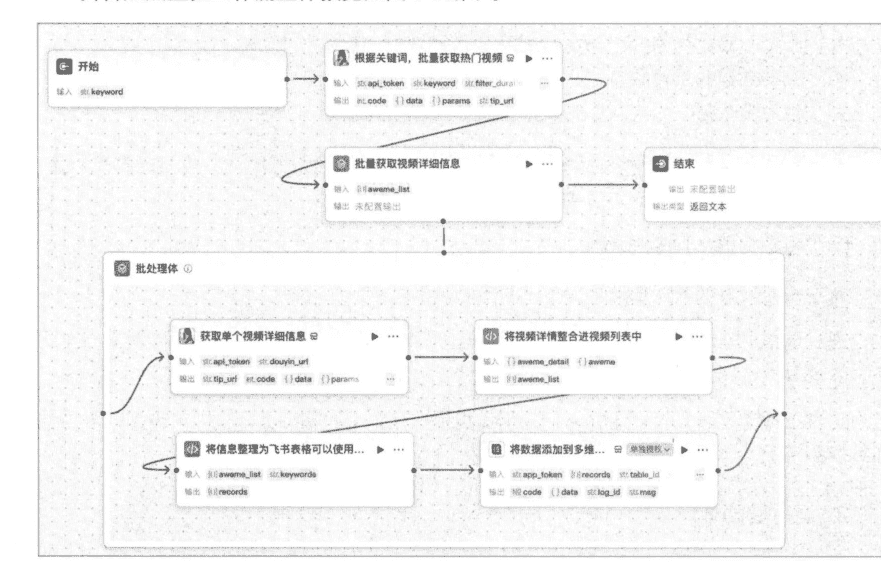 开始
输入 str.keyword
根据关键词，批量获取热门视频
输入 str.api_token str.keyword str.filter_durati ...
输出 int.code {}data {}params str.tip_url
批量获取视频详细信息
输入 [{}]aweme_list
输出 未配置输出
结束
输出 未配置输出
输出类型 返回文本
批处理体
获取单个视频详细信息
输入 str.api_token str.douyin_url
输出 str.tip_url int.code {}data {}params ...
将视频详情整合进视频列表中
输入 {}aweme_detail {}aweme
输出 [{}]aweme_list
将信息整理为飞书表格可以使用...
输入 [{}]aweme_list str.keywords
输出 [{}]records
将数据添加到多维... 单独授权
输入 str.app_token [{}]records str.table_id ...
输出 code {}data str.log_id str.msg